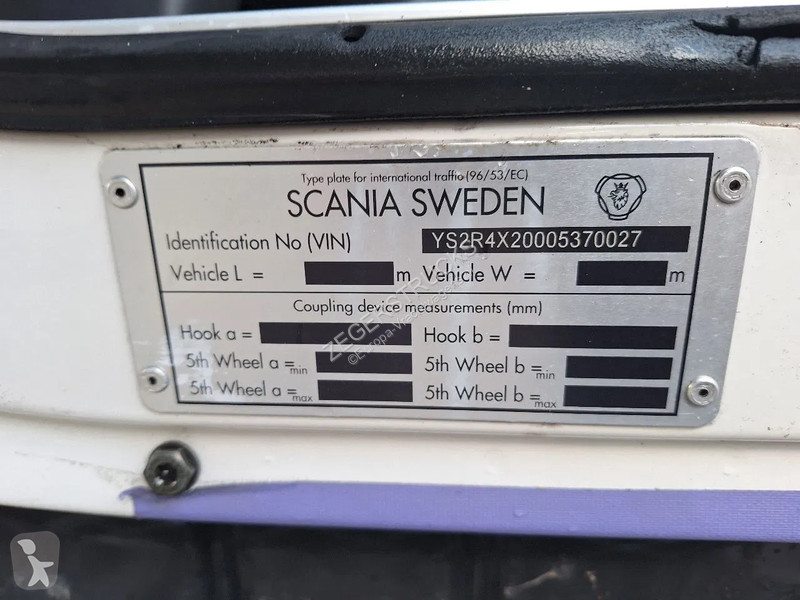 Type plate for international traffic (96/53/EC)
SCANIA SWEDEN
Identification No (VIN) YS2R4X20005370027
Vehicle L = m Vehicle W = m
Coupling device measurements (mm)
Hook a = Hook b =
5th Wheel a =min 5th Wheel b =min
5th Wheel a =max 5th Wheel b =max
ZEGERSTRUCKS